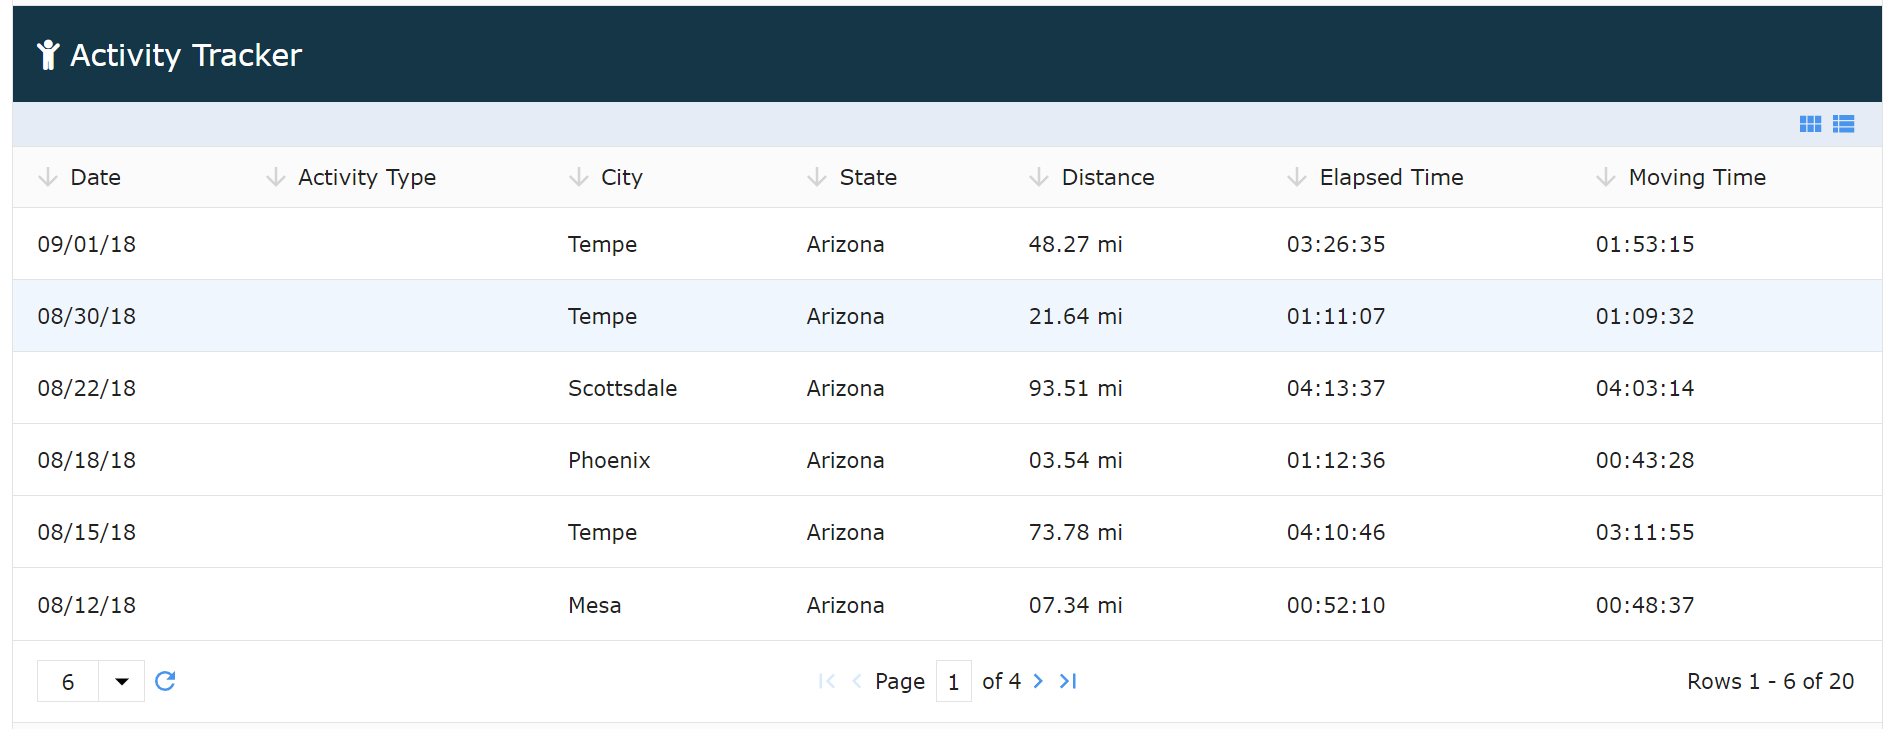 Activity Tracker
Date Activity Type City State Distance Elapsed Time Moving Time
09/01/18 Tempe Arizona 48.27 mi 03:26:35 01:53:15
08/30/18 Tempe Arizona 21.64 mi 01:11:07 01:09:32
08/22/18 Scottsdale Arizona 93.51 mi 04:13:37 04:03:14
08/18/18 Phoenix Arizona 03.54 mi 01:12:36 00:43:28
08/15/18 Tempe Arizona 73.78 mi 04:10:46 03:11:55
08/12/18 Mesa Arizona 07.34 mi 00:52:10 00:48:37
6 Page 1 of 4 Rows 1 - 6 of 20